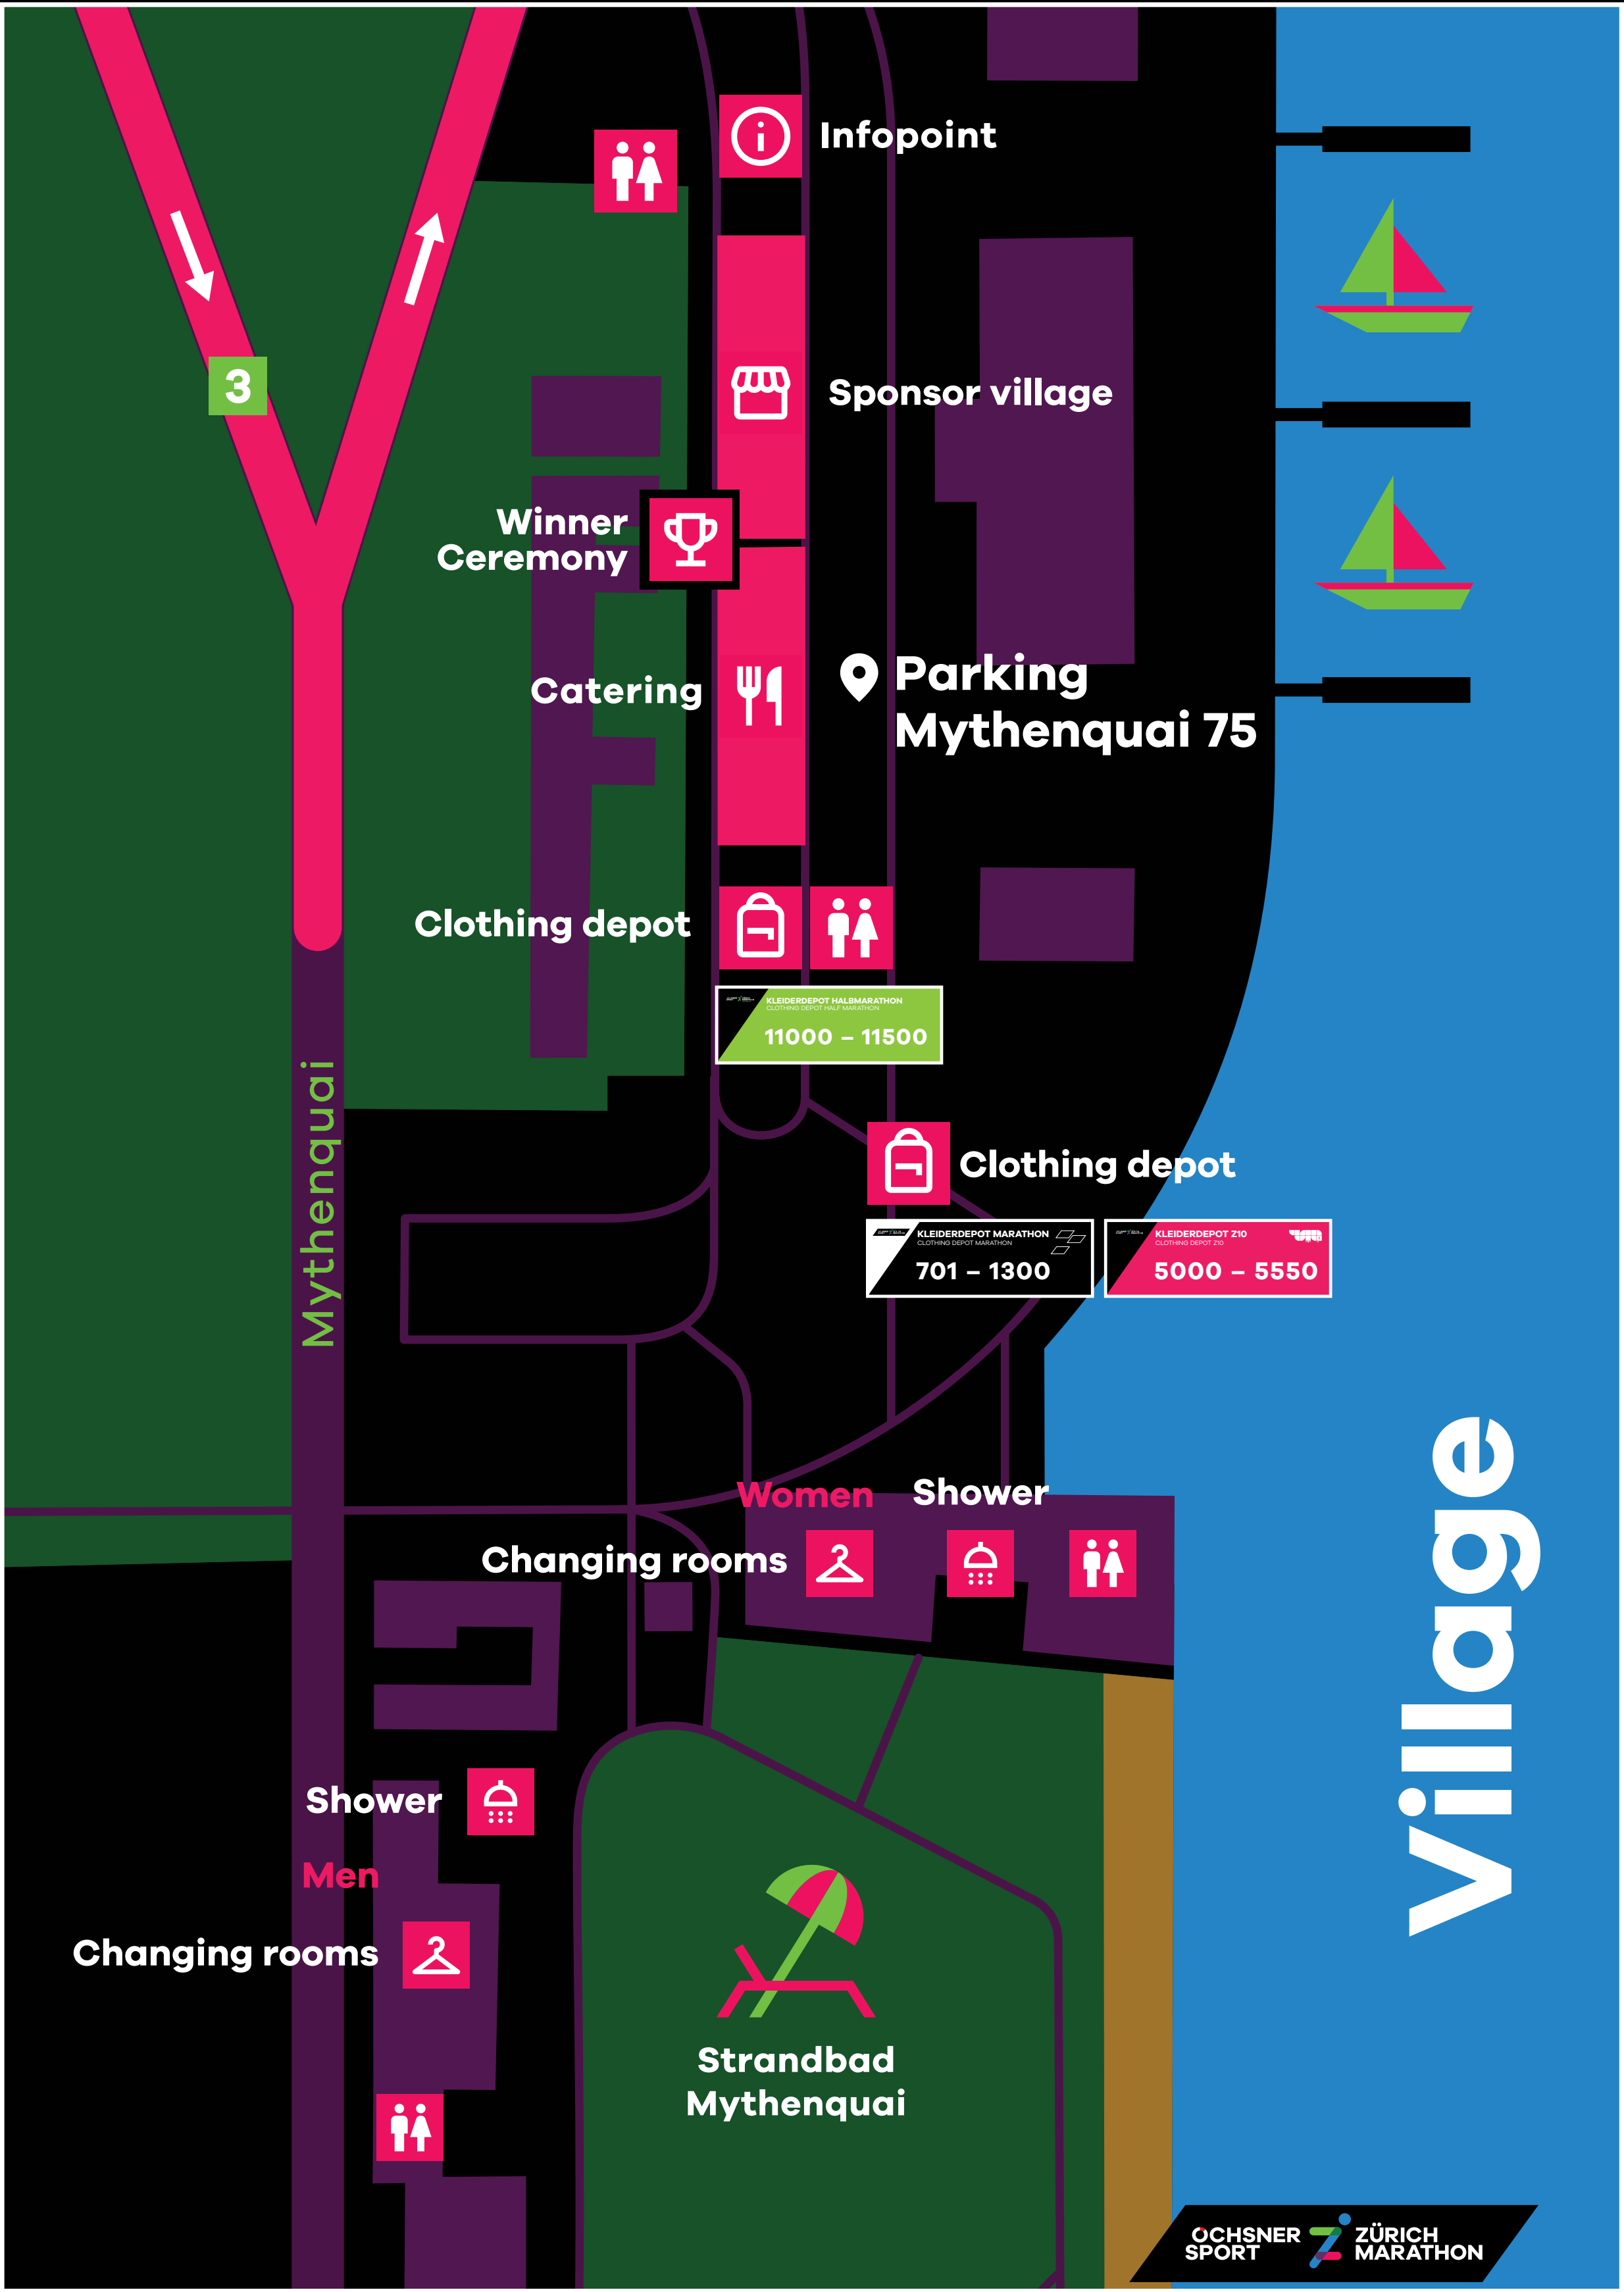 Infopoint
3
Sponsor village
Winner
Ceremony
Catering
Parking
Mythenquai 75
Clothing depot
KLEIDERDEPOT HALBMARATHON
CLOTHING DEPOT HALF MARATHON
11000 – 11500
Mythenquai
Clothing depot
KLEIDERDEPOT MARATHON
CLOTHING DEPOT MARATHON
701 – 1300
KLEIDERDEPOT Z10
CLOTHING DEPOT Z10
5000 – 5550
Women
Shower
Changing rooms
Village
Shower
Men
Changing rooms
Strandbad
Mythenquai
OCHSNER
SPORT
ZÜRICH
MARATHON